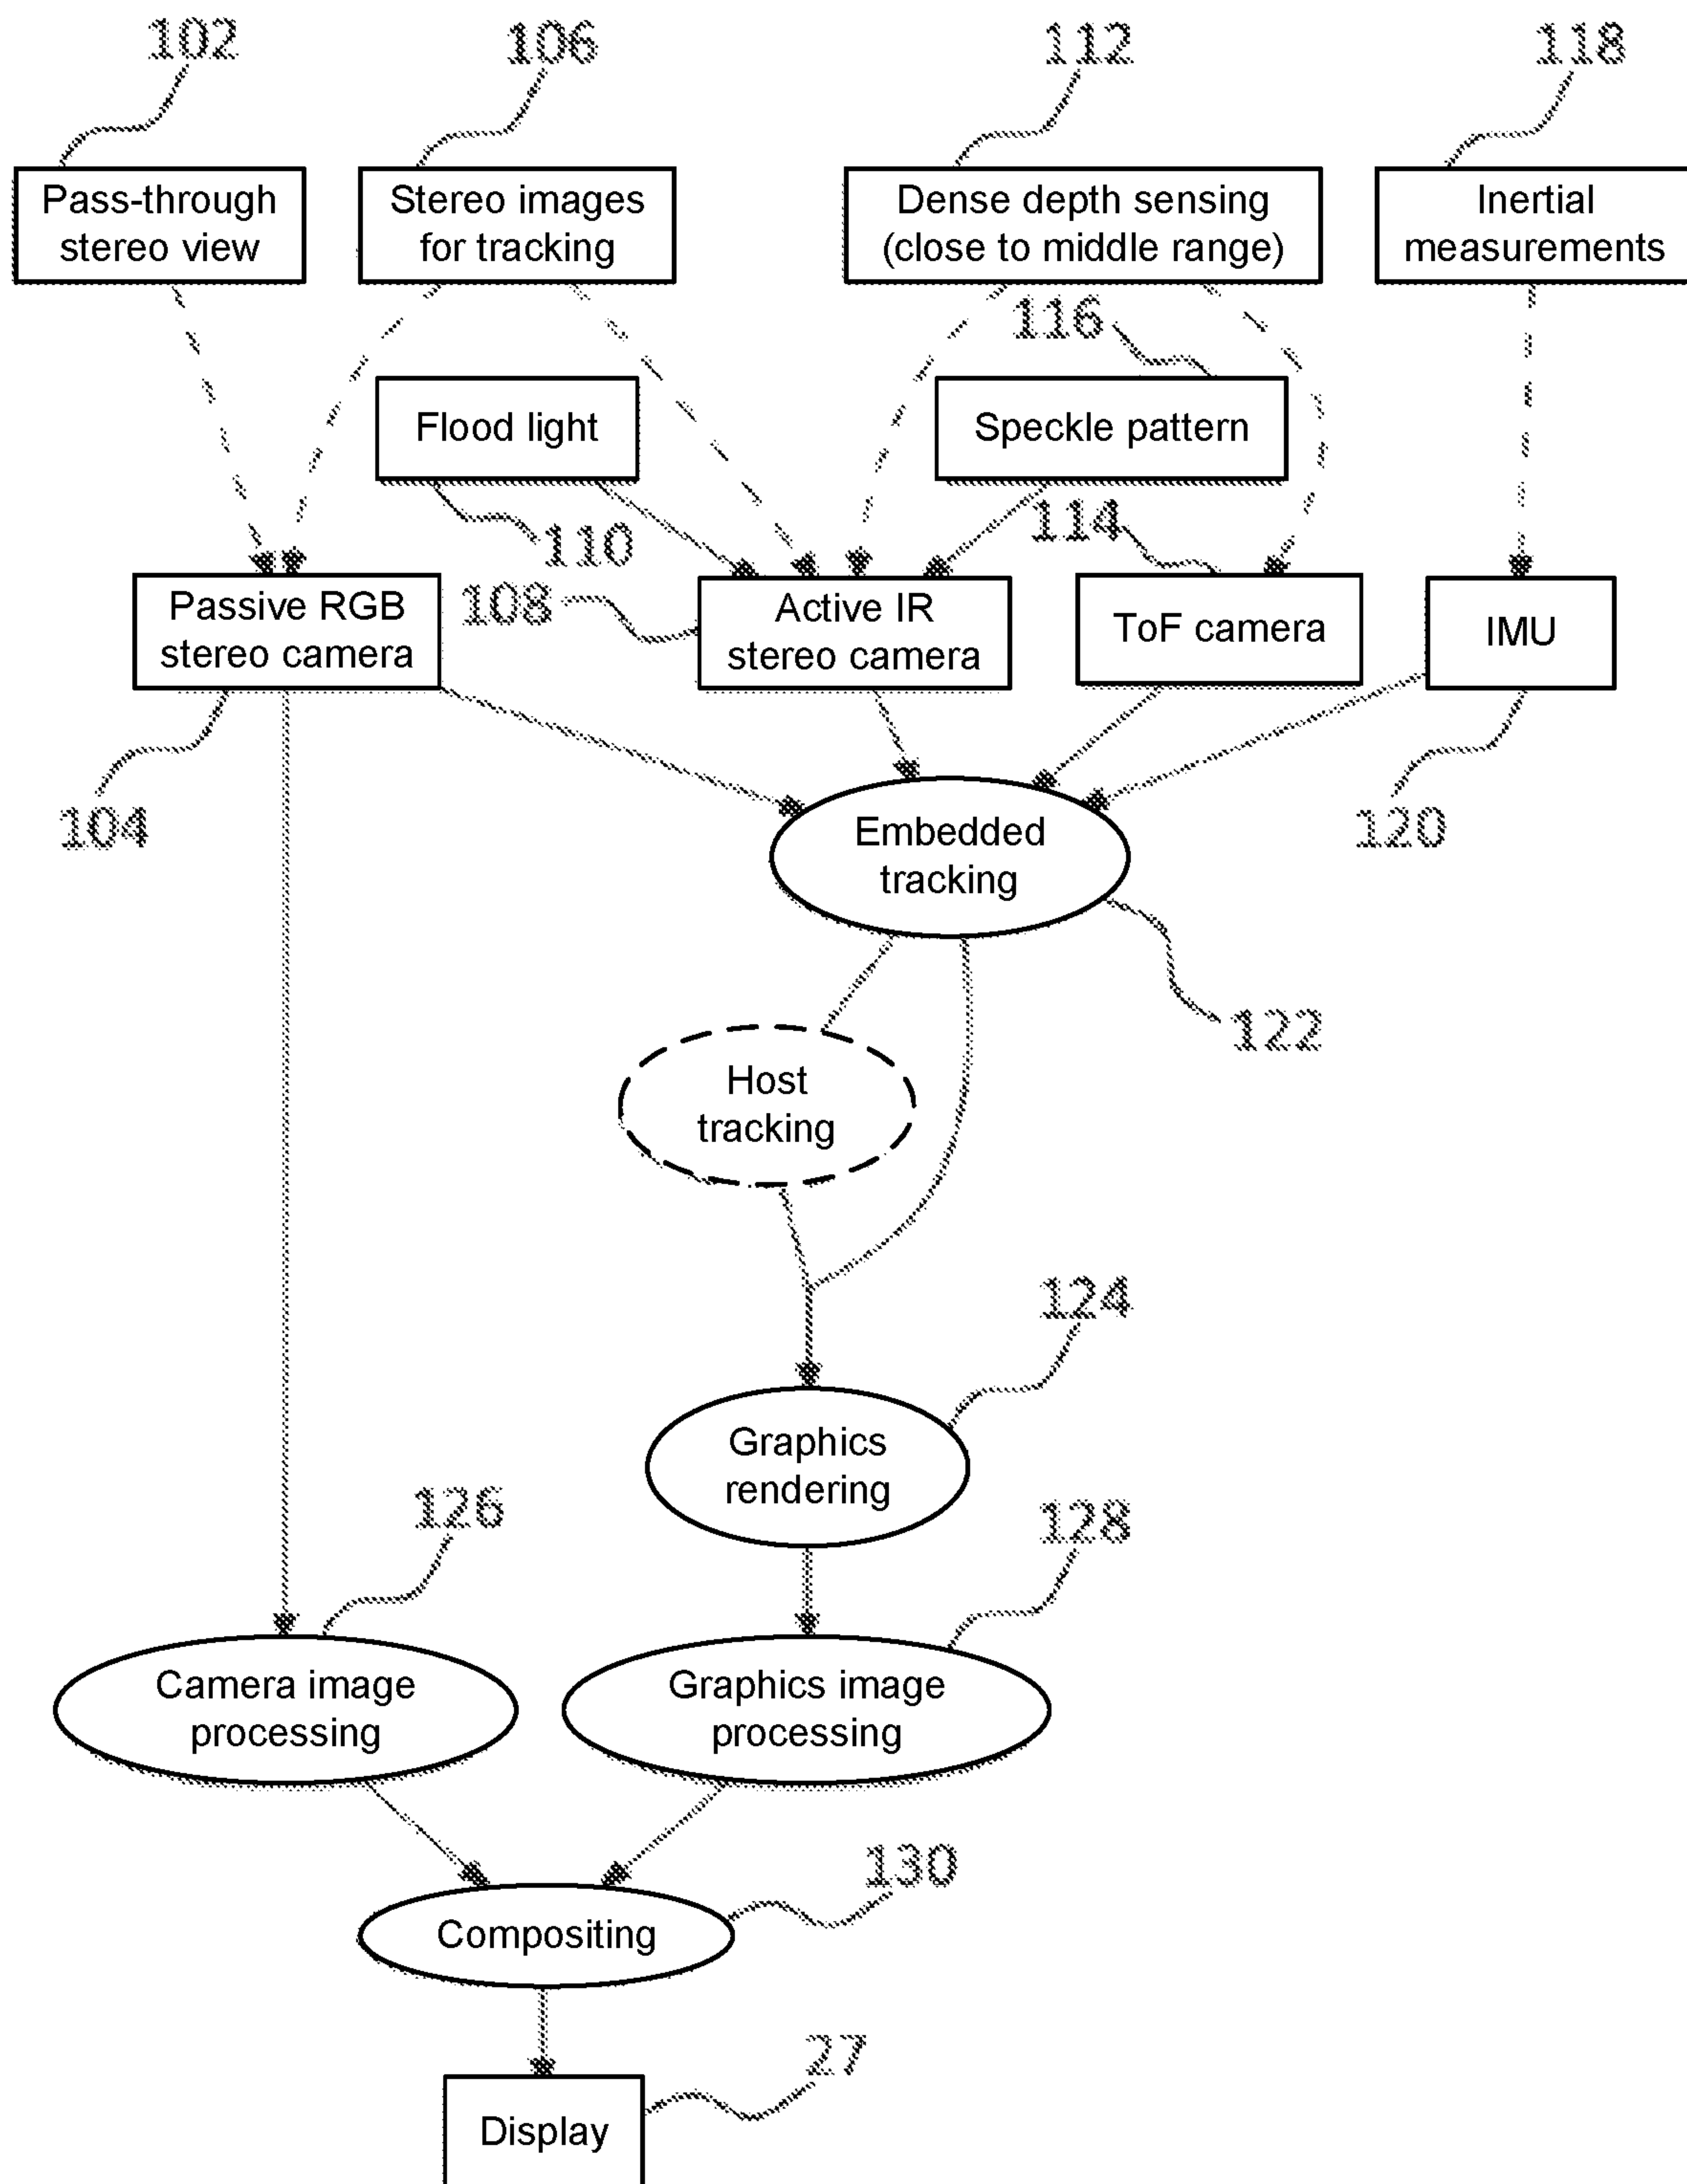 102
106
112
118
Pass-through
stereo view
Stereo images
for tracking
Dense depth sensing
(close to middle range)
Inertial
measurements
116
Flood light
Speckle pattern
110
114
Passive RGB
stereo camera
108
Active IR
stereo camera
ToF camera
IMU
104
120
Embedded
tracking
122
Host
tracking
124
Graphics
rendering
126
128
Camera image
processing
Graphics image
processing
130
Compositing
27
Display